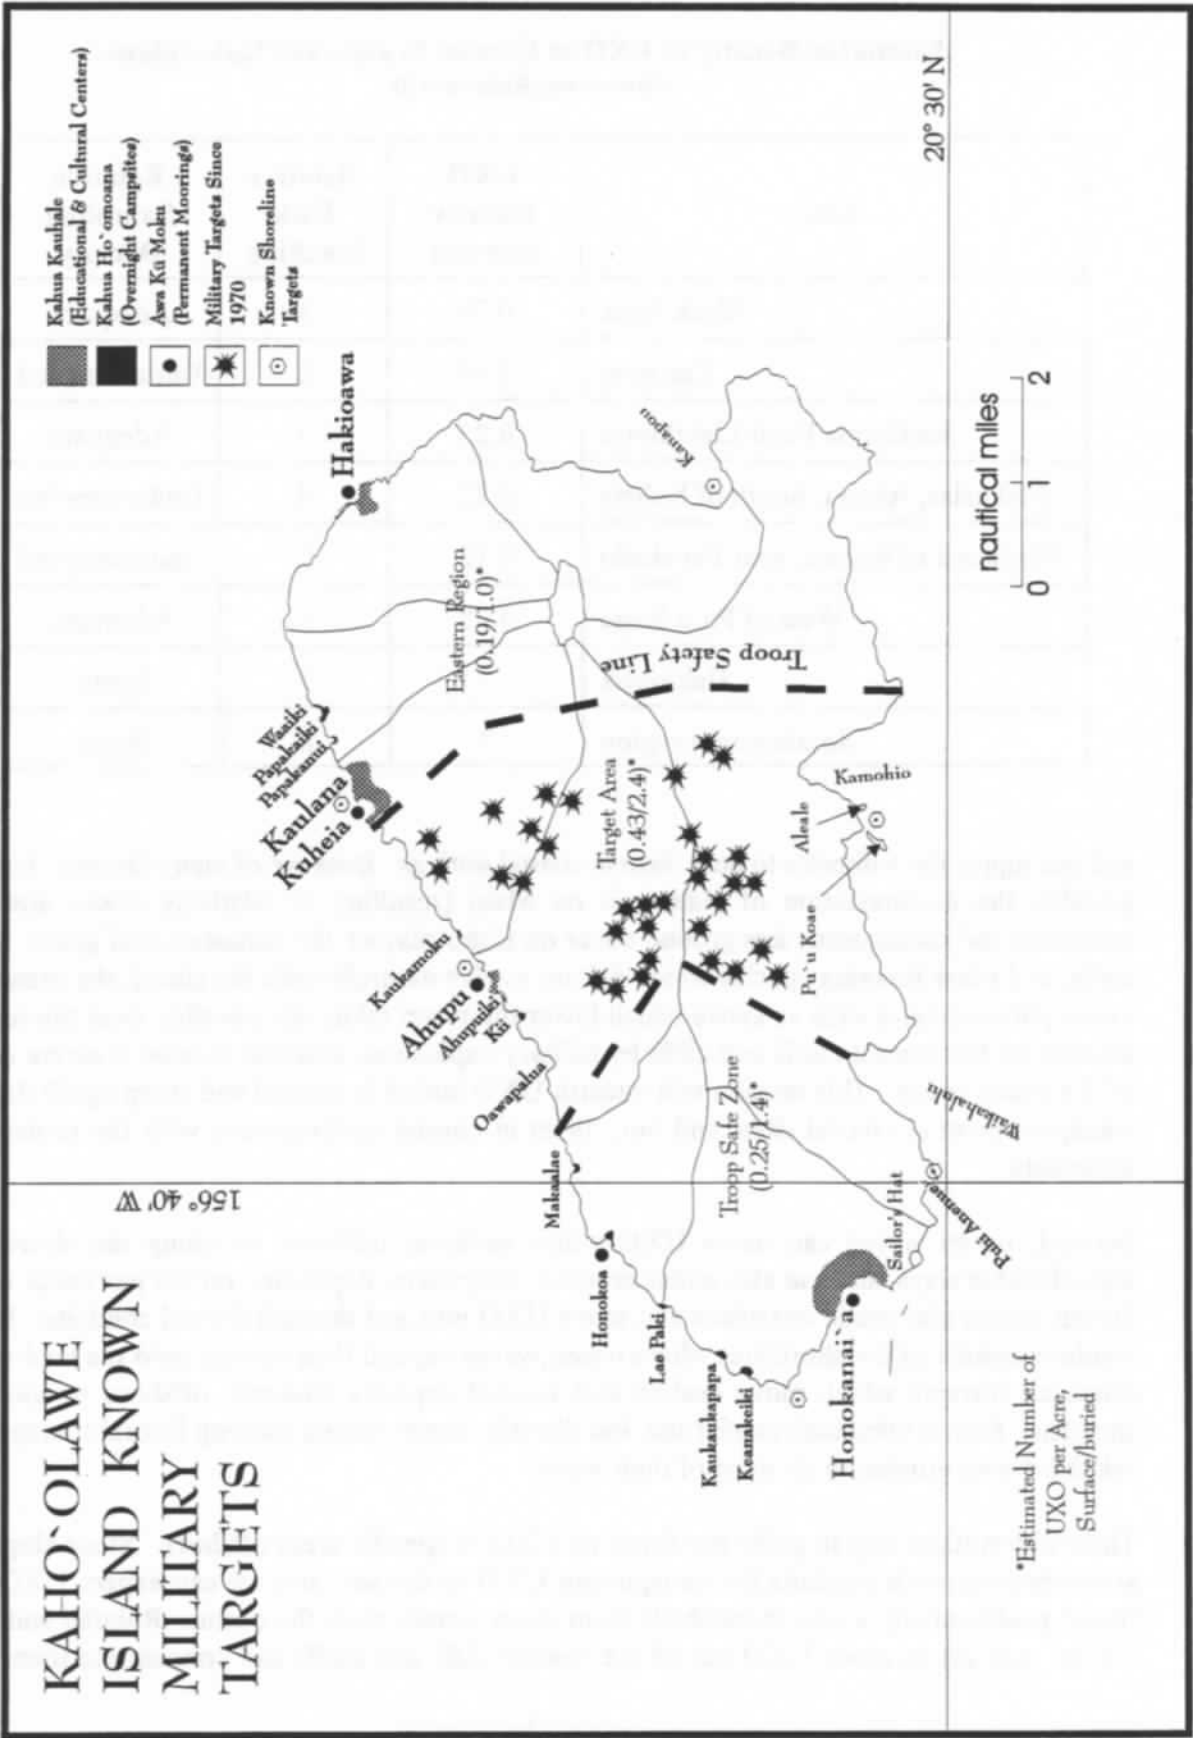 KAHO`OLAWE
ISLAND KNOWN
MILITARY
TARGETS
Kahua Kauhale
(Educational & Cultural Centers)
Kahua Ho`omoana
(Overnight Campsites)
Awa Kū Moku
(Permanent Moorings)
Military Targets Since
1970
Known Shoreline
Targets
156° 40' W
20° 30' N
Hakioawa
Waaiki
Papakaiki
Papakanui
Kaulana
Kuheia
Kaukamoku
Ahupu
Ahupuiki
Kii
Oawapalua
Makaalae
Honokoa
Lae Paki
Kaukaukapapa
Keanakeiki
Honokanai`a
Sailor's Hat
Puhi Anenue
Waikahalulu
Pu`u Koae
Aleale
Kamohio
Kanapou
Eastern Region
(0.19/1.0)*
Troop Safety Line
Target Area
(0.43/2.4)*
Troop Safe Zone
(0.25/1.4)*
0 1 2
nautical miles
*Estimated Number of
UXO per Acre,
Surface/buried